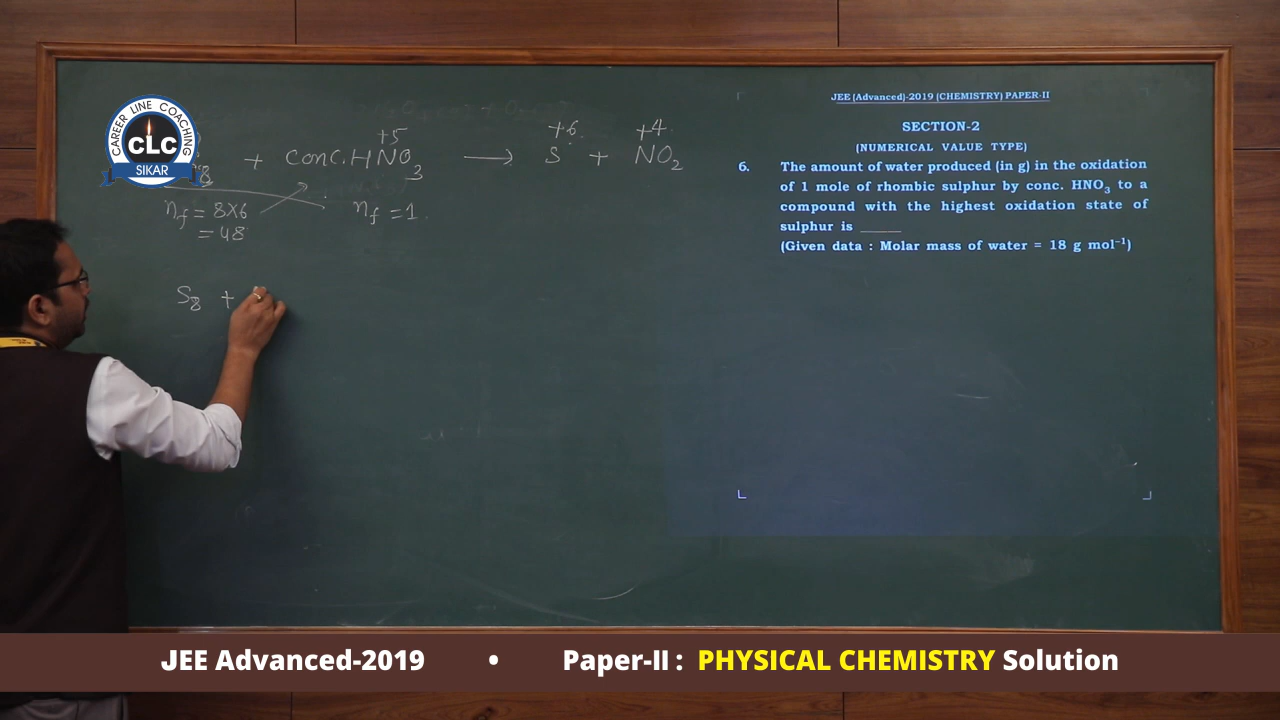 CAREER LINE COACHING
CLC
SIKAR
+5
+6
+4
8 + conc. HNO3 ⟶ S + NO2
nf = 8×6
= 48
nf = 1
S8 +
JEE (Advanced)-2019 (CHEMISTRY) PAPER-II
SECTION-2
(NUMERICAL VALUE TYPE)
6. The amount of water produced (in g) in the oxidation
of 1 mole of rhombic sulphur by conc. HNO3 to a
compound with the highest oxidation state of
sulphur is _____
(Given data : Molar mass of water = 18 g mol⁻¹)
JEE Advanced-2019 • Paper-II : PHYSICAL CHEMISTRY Solution